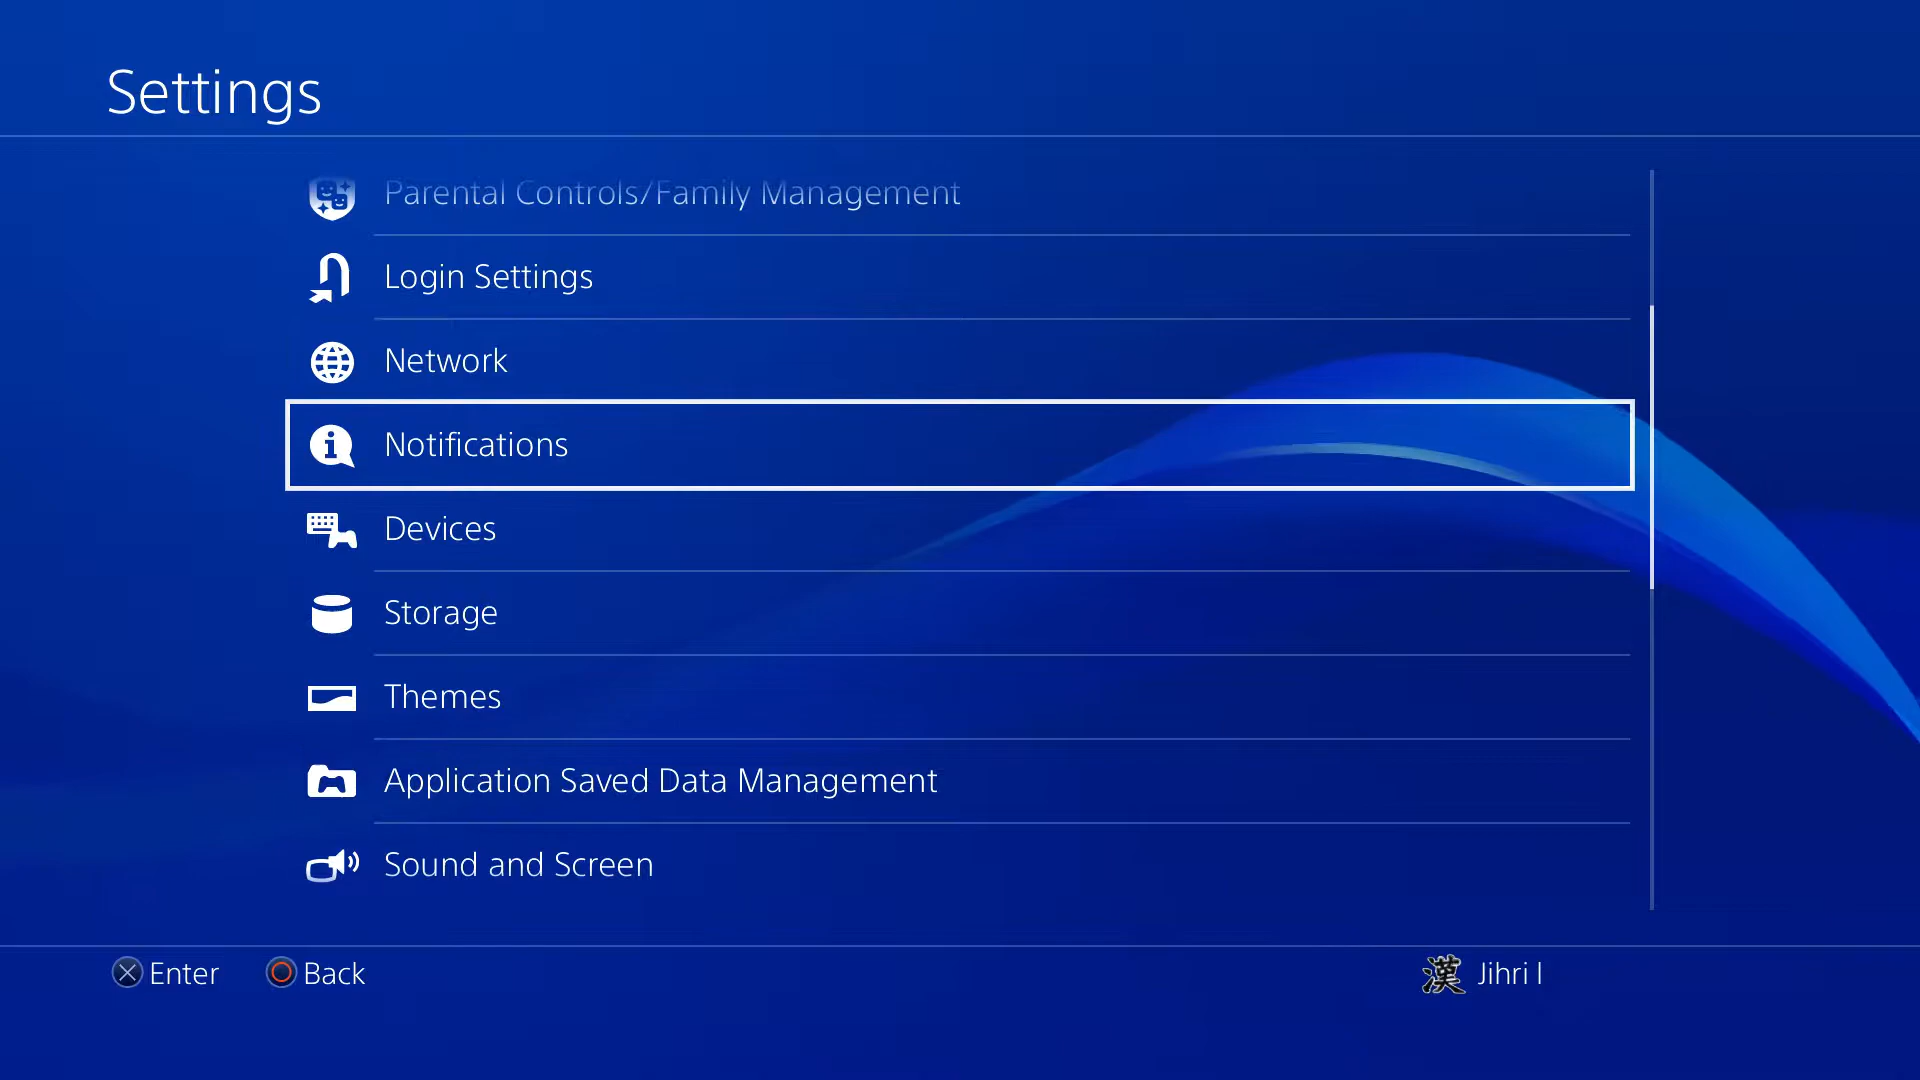 Settings
Parental Controls/Family Management
Login Settings
Network
Notifications
Devices
Storage
Themes
Application Saved Data Management
Sound and Screen
Enter Back 漢 Jihri l